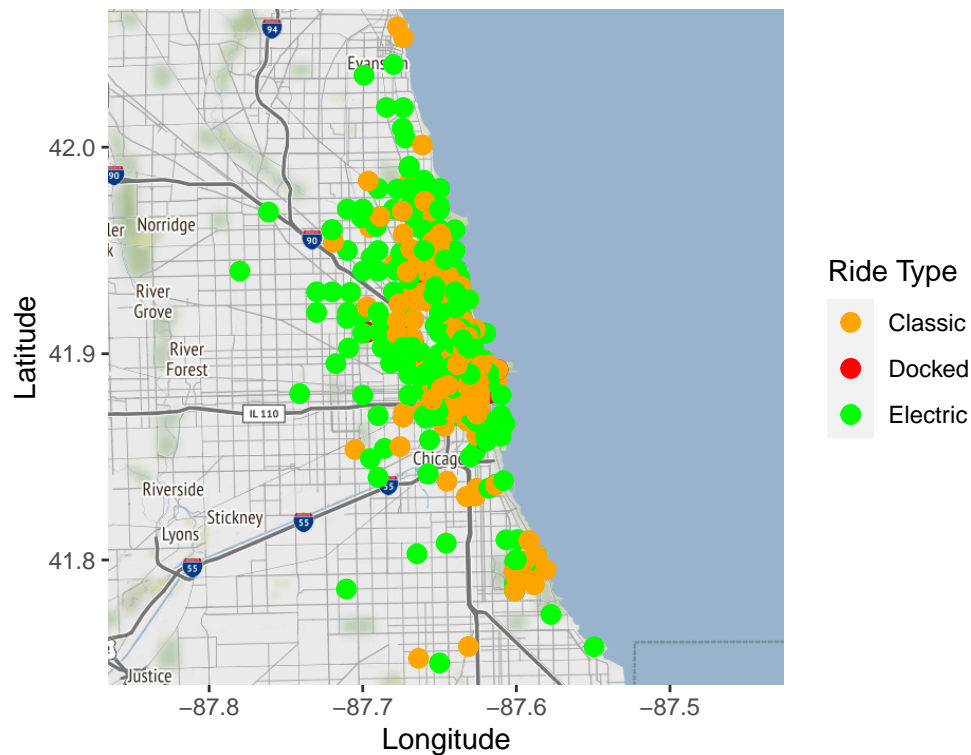 94
Evanston
42.0
90
Norridge
90
River
Grove
41.9
River
Forest
IL 110
Chicago
55
Riverside
Stickney
55
Lyons
55
41.8
Justice
−87.8
−87.7
−87.6
−87.5
Longitude
Latitude
Ride Type
Classic
Docked
Electric